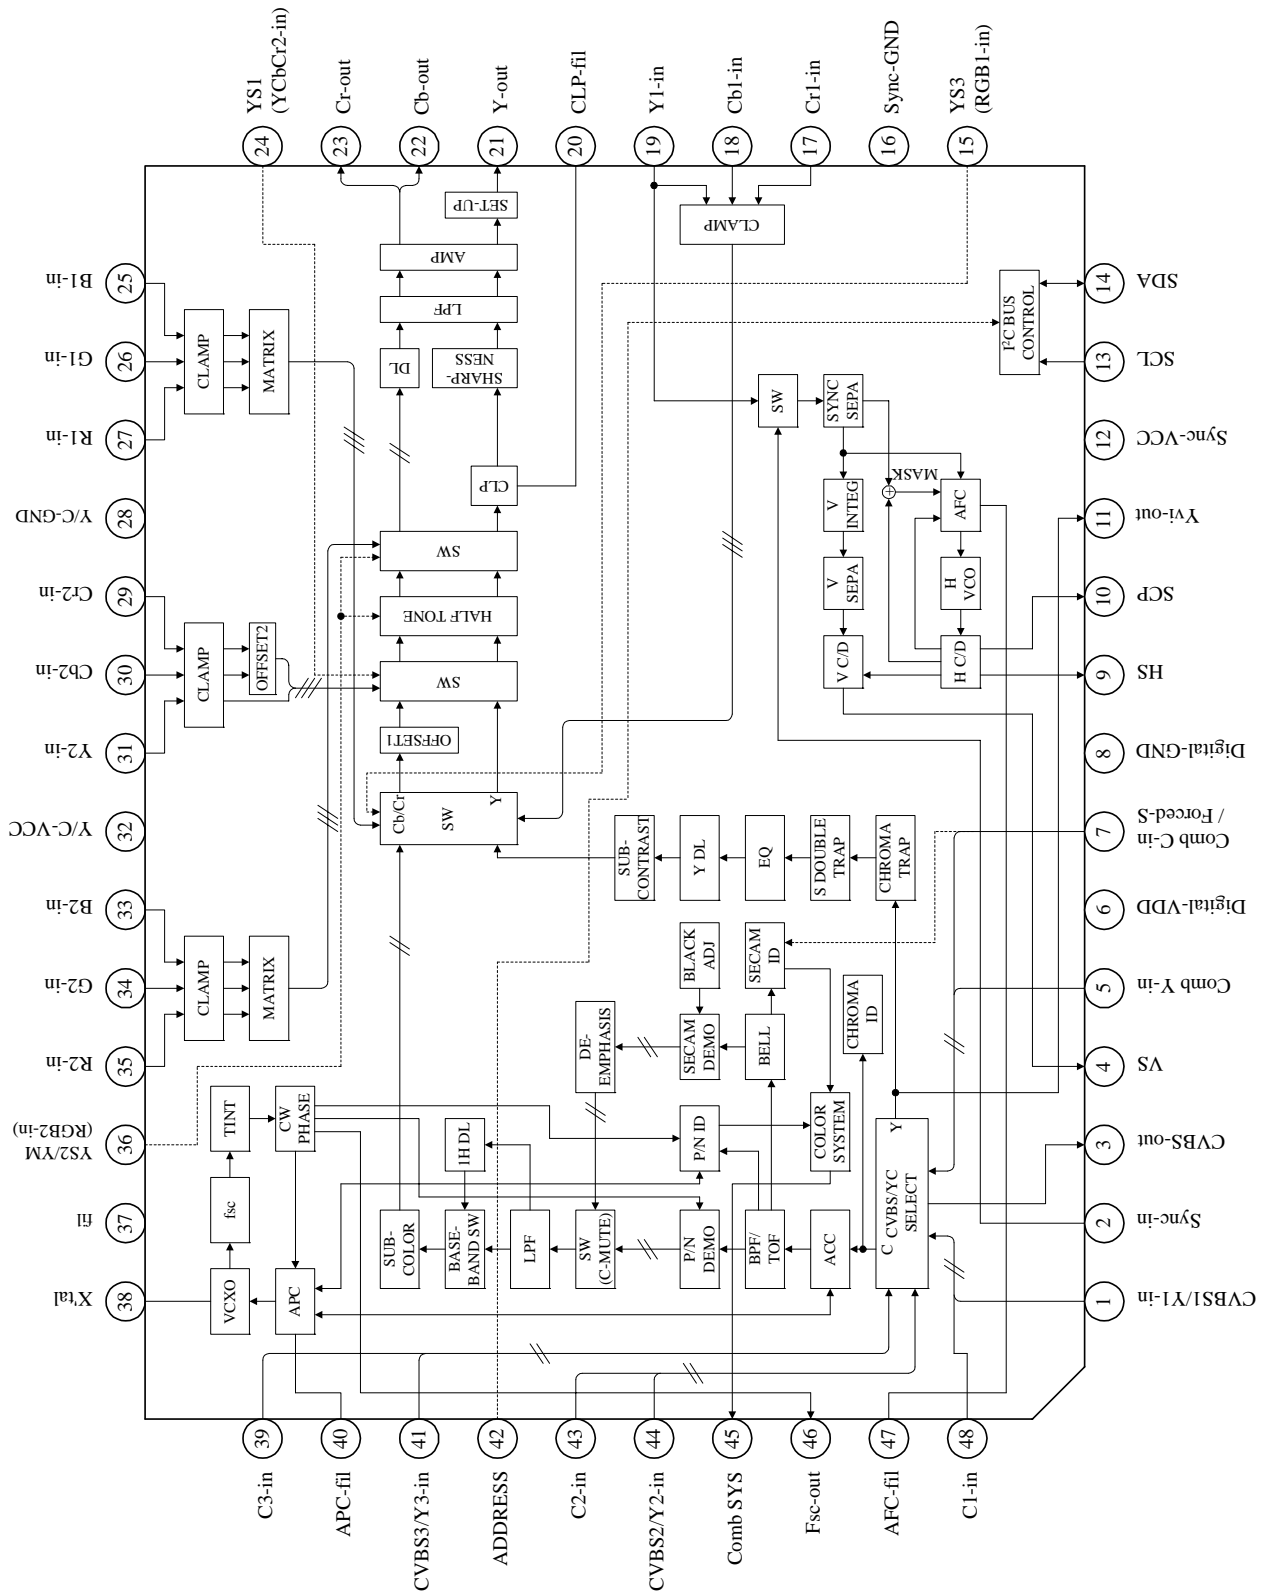 YS1
(YCbCr2-in)
Cr-out
Cb-out
Y-out
CLP-fil
Y1-in
Cb1-in
Cr1-in
Sync-GND
YS3
(RGB1-in)
24
23
22
21
20
19
18
17
16
15
B1-in
25
G1-in
26
R1-in
27
Y/C-GND
28
Cr2-in
29
Cb2-in
30
Y2-in
31
Y/C-VCC
32
B2-in
33
G2-in
34
R2-in
35
YS2/YM
(RGB2-in)
36
fil
37
X'tal
38
14
SDA
13
SCL
12
Sync-VCC
11
Yvi-out
10
SCP
9
HS
8
Digital-GND
7
Comb C-in
/ Forced-S
6
Digital-VDD
5
Comb Y-in
4
VS
3
CVBS-out
2
Sync-in
1
CVBS1/Y1-in
CLAMP
MATRIX
SET-UP
AMP
LPF
DL
SHARP-
NESS
CLP
SW
HALF TONE
SW
OFFSET1
Cb/Cr
SW
Y
CLAMP
OFFSET2
CLAMP
MATRIX
CLAMP
I²C BUS
CONTROL
SW
SYNC
SEPA
MASK
V
INTEG
AFC
V
SEPA
H
VCO
V C/D
H C/D
SUB-
CONTRAST
Y DL
EQ
S DOUBLE
TRAP
CHROMA
TRAP
BLACK
ADJ
SECAM
ID
CHROMA
ID
DE-
EMPHASIS
SECAM
DEMO
BELL
TINT
CW
PHASE
1H DL
P/N ID
COLOR
SYSTEM
Y
CVBS/YC
SELECT
C
fsc
VCXO
APC
SUB-
COLOR
BASE-
BAND SW
LPF
SW
(C-MUTE)
P/N
DEMO
BPF/
TOF
ACC
39
40
41
42
43
44
45
46
47
48
C3-in
APC-fil
CVBS3/Y3-in
ADDRESS
C2-in
CVBS2/Y2-in
Comb SYS
Fsc-out
AFC-fil
C1-in